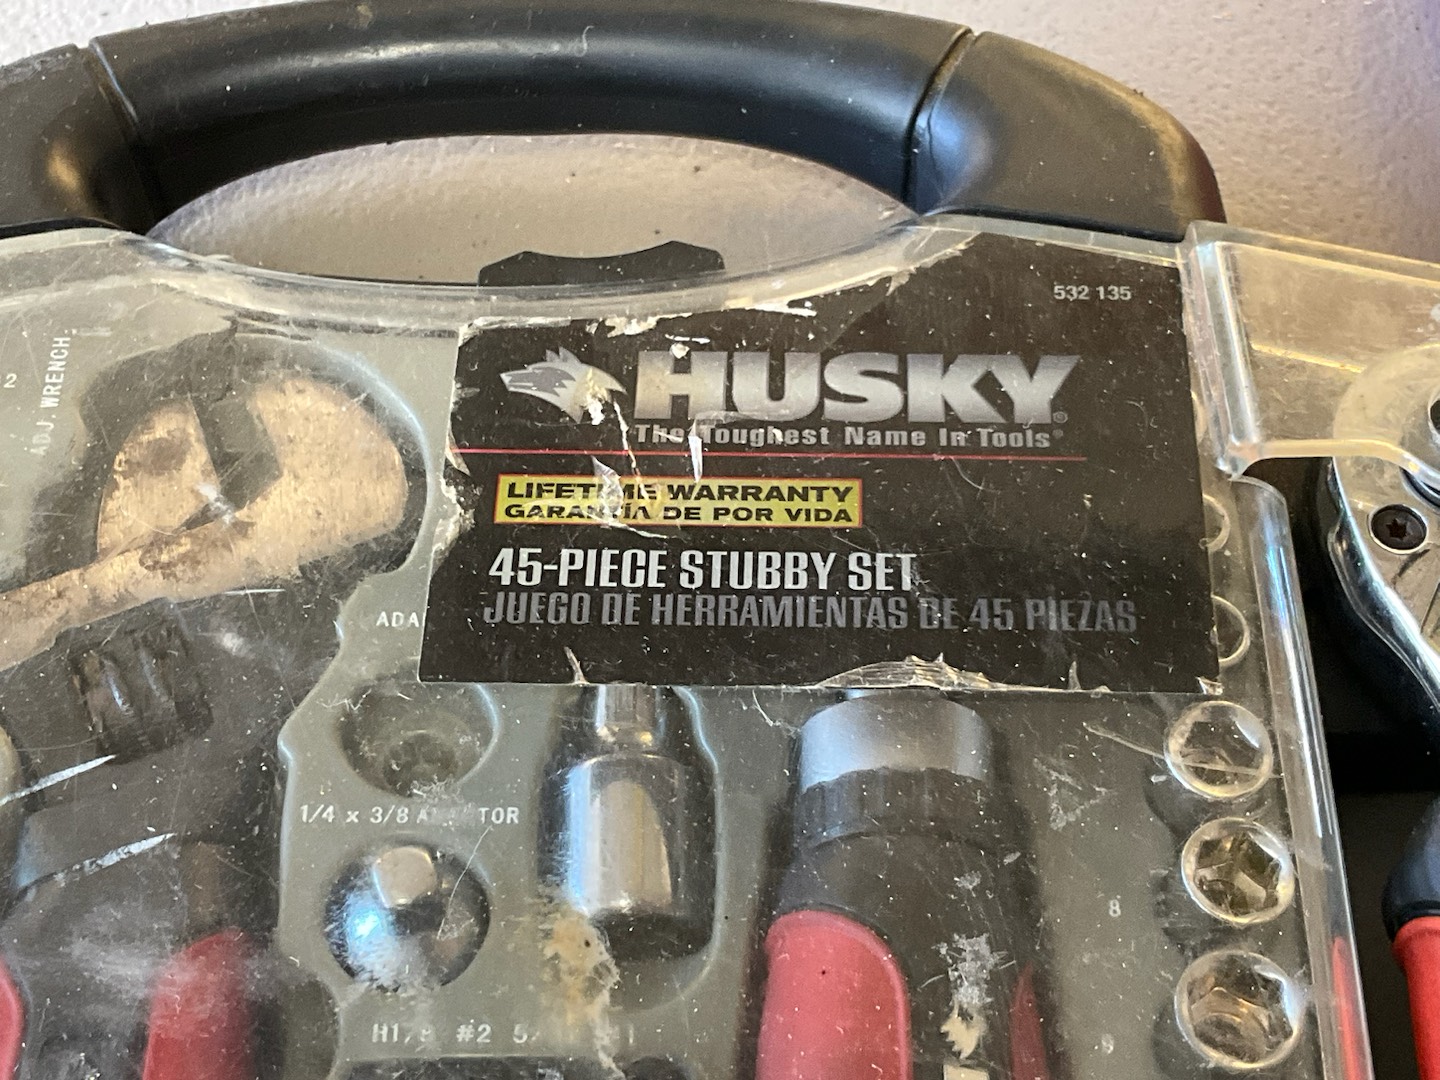 532 135
HUSKY®
The Toughest Name In Tools®
LIFETIME WARRANTY
GARANTÍA DE POR VIDA
45-PIECE STUBBY SET
JUEGO DE HERRAMIENTAS DE 45 PIEZAS
2
ADJ WRENCH
ADA
1/4 x 3/8 A TOR
8
9
#2